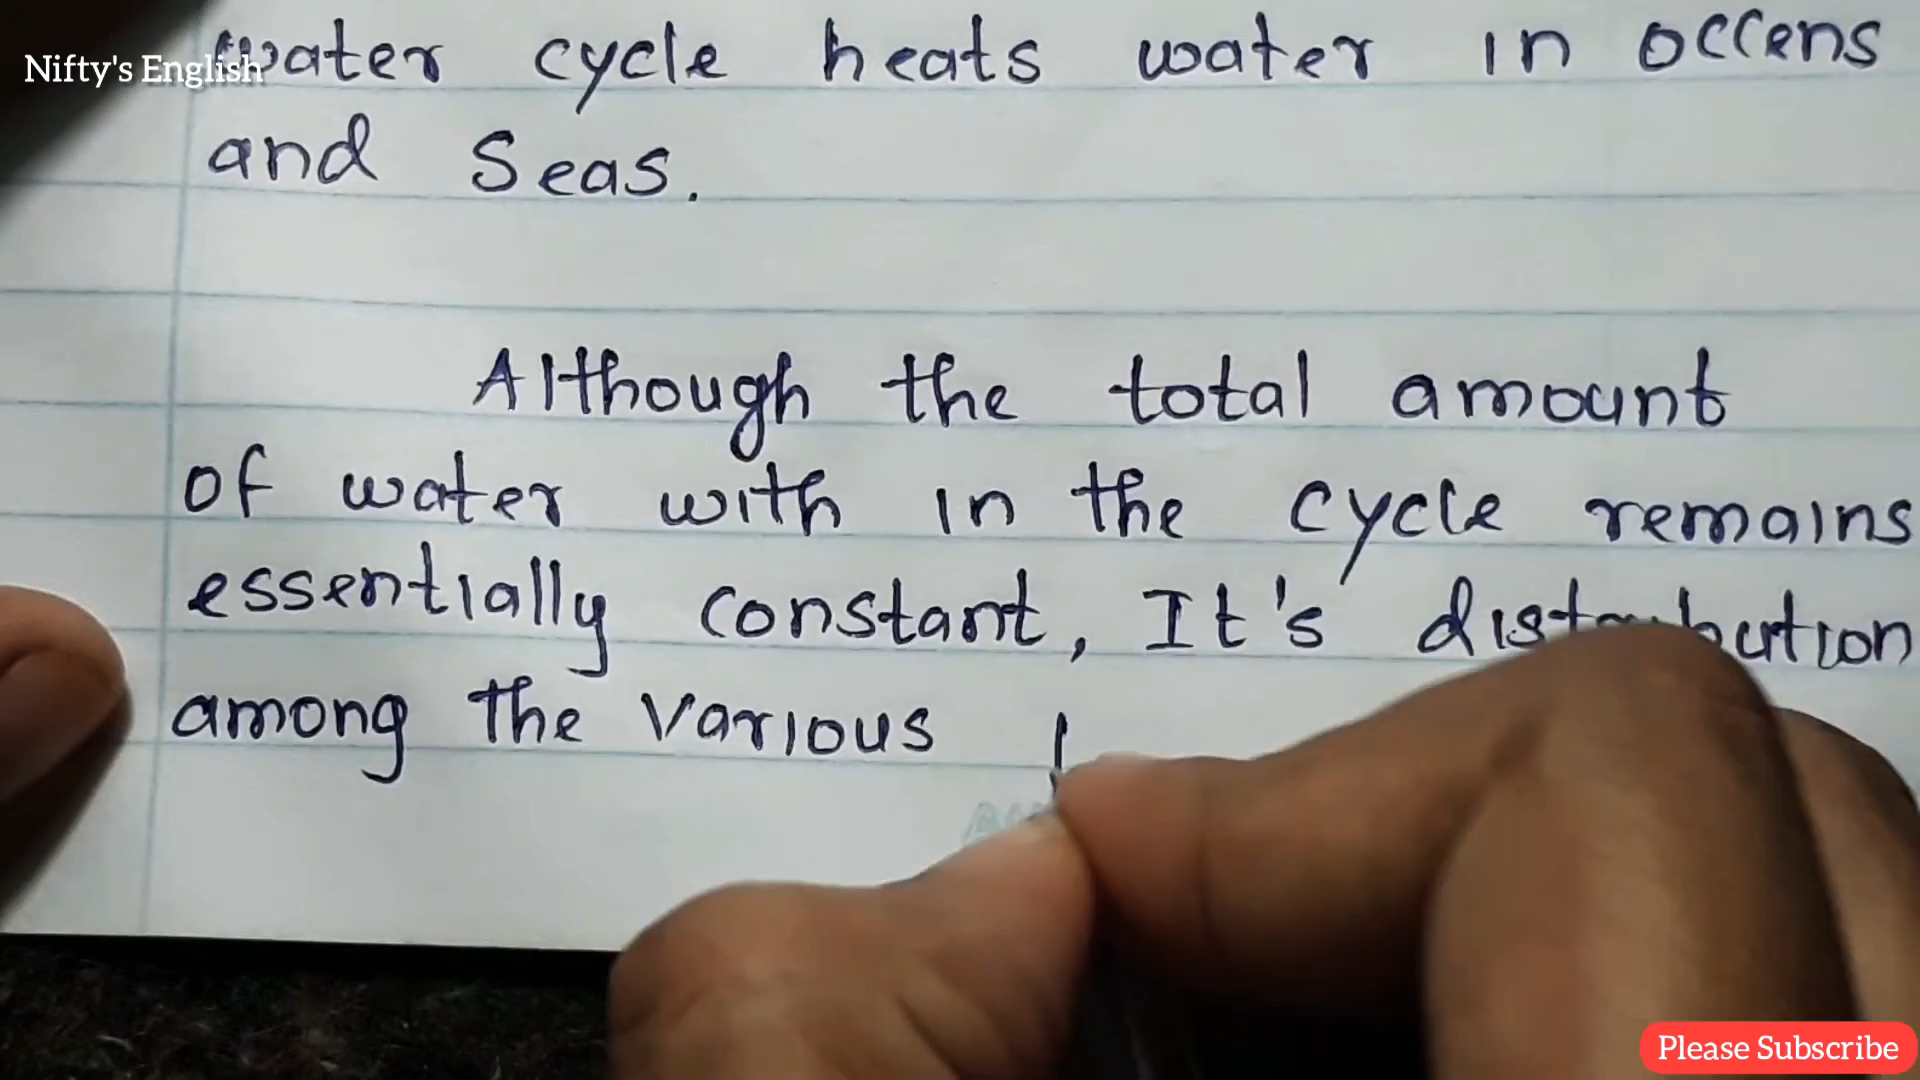 Nifty's English
water cycle heats water in occens
and Seas.
Although the total amount
of water with in the cycle remains
essentially constant, It's distribution
among the various
Please Subscribe